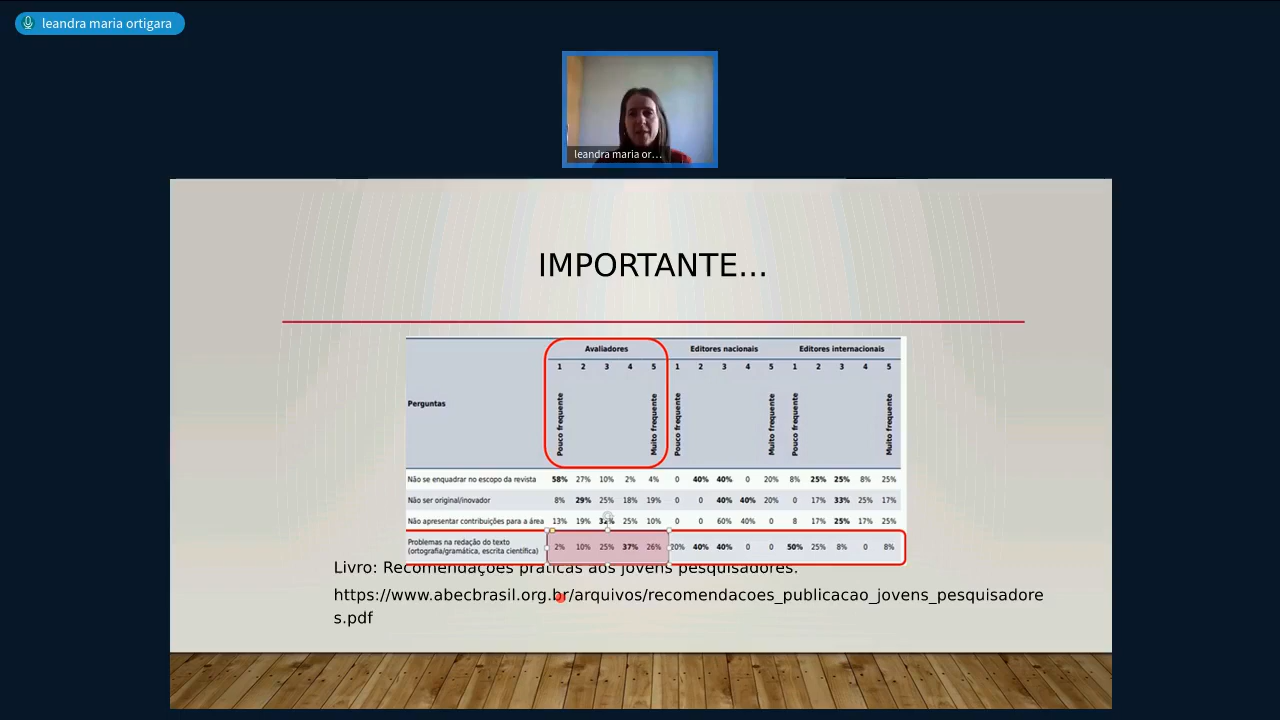 leandra maria ortigara
leandra maria or...
IMPORTANTE...
Avaliadores Editores nacionais Editores internacionais
1 2 3 4 5 1 2 3 4 5 1 2 3 4 5
Perguntas
Pouco frequente Muito frequente Pouco frequente Muito frequente Pouco frequente Muito frequente
Não se enquadrar no escopo da revista 58% 27% 10% 2% 4% 0 40% 40% 0 20% 8% 25% 25% 8% 25%
Não ser original/inovador 8% 29% 25% 18% 19% 0 0 40% 40% 20% 0 17% 33% 25% 17%
Não apresentar contribuições para a área 13% 19% 25% 10% 0 0 60% 40% 0 8 17% 25% 17% 25%
Problemas na redação do texto
(ortografia/gramática, escrita científica) 2% 10% 25% 37% 26% 20% 40% 40% 0 0 50% 25% 8% 0 8%
Livro: Recomendações práticas aos jovens pesquisadores.
https://www.abecbrasil.org.br/arquivos/recomendacoes_publicacao_jovens_pesquisadore
s.pdf